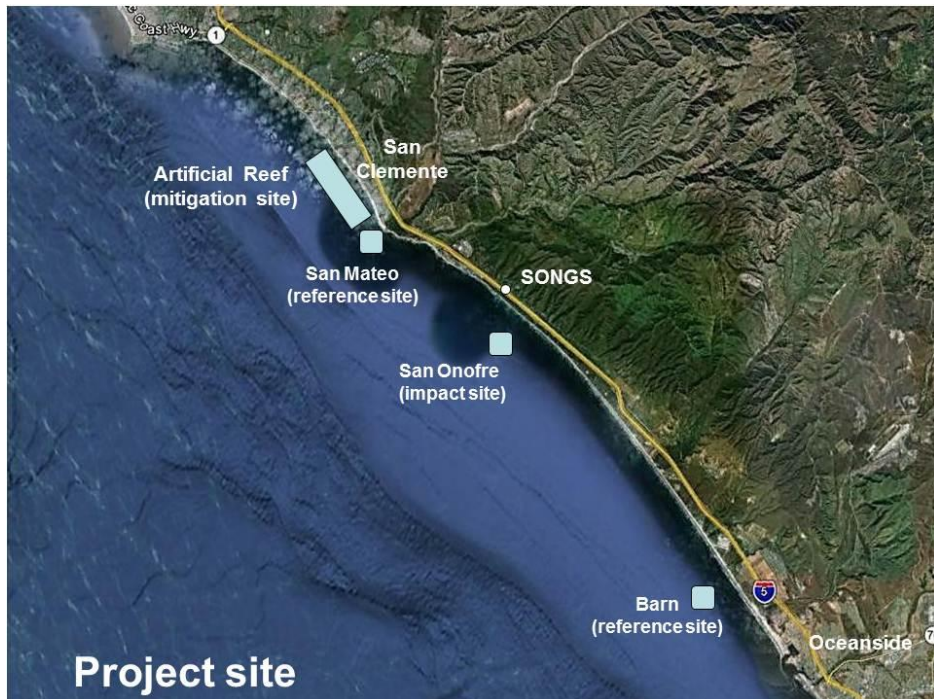 Coast Hwy
1
San
Clemente
Artificial Reef
(mitigation site)
San Mateo
(reference site)
SONGS
San Onofre
(impact site)
Barn
(reference site)
5
Oceanside
7
Project site